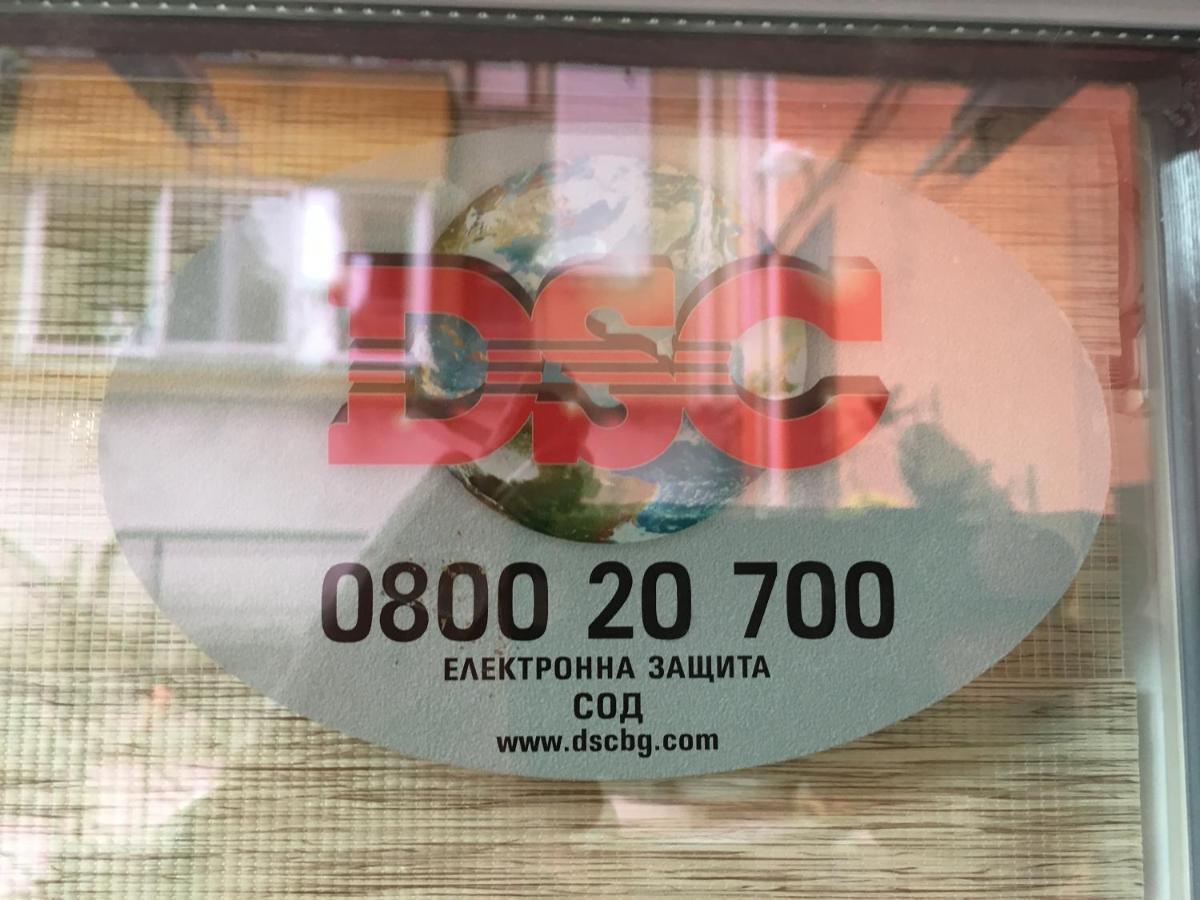 DSC
0800 20 700
ЕЛЕКТРОННА ЗАЩИТА
СОД
www.dscbg.com